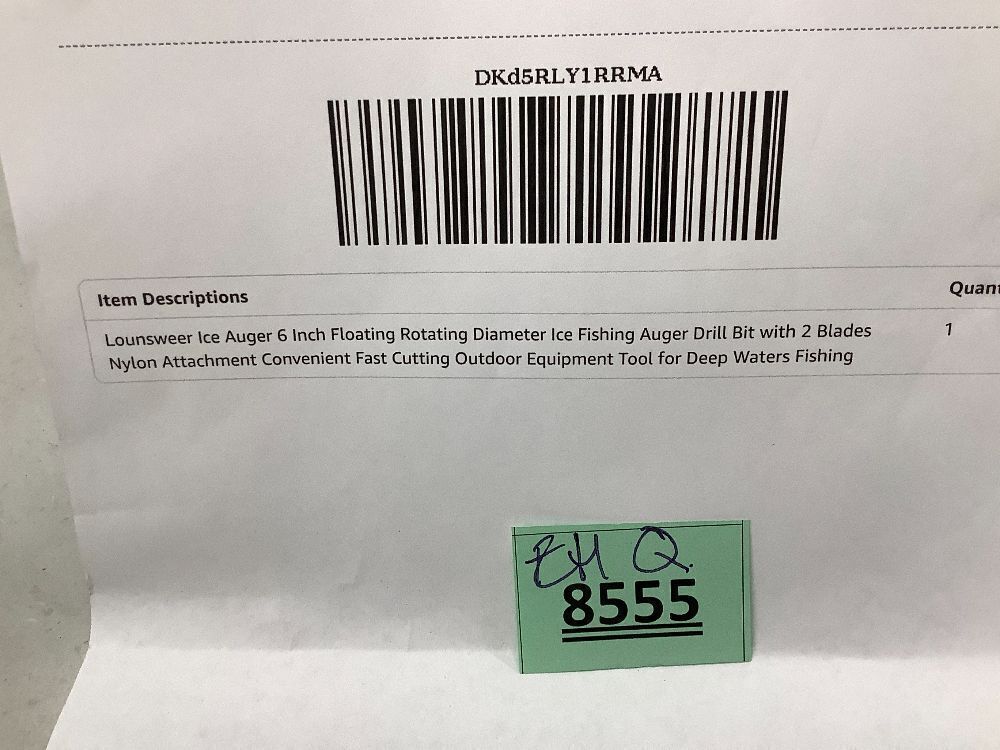 DKd5RLY1RRMA
Item Descriptions
Quant
Lounsweer Ice Auger 6 Inch Floating Rotating Diameter Ice Fishing Auger Drill Bit with 2 Blades
1
Nylon Attachment Convenient Fast Cutting Outdoor Equipment Tool for Deep Waters Fishing
8555